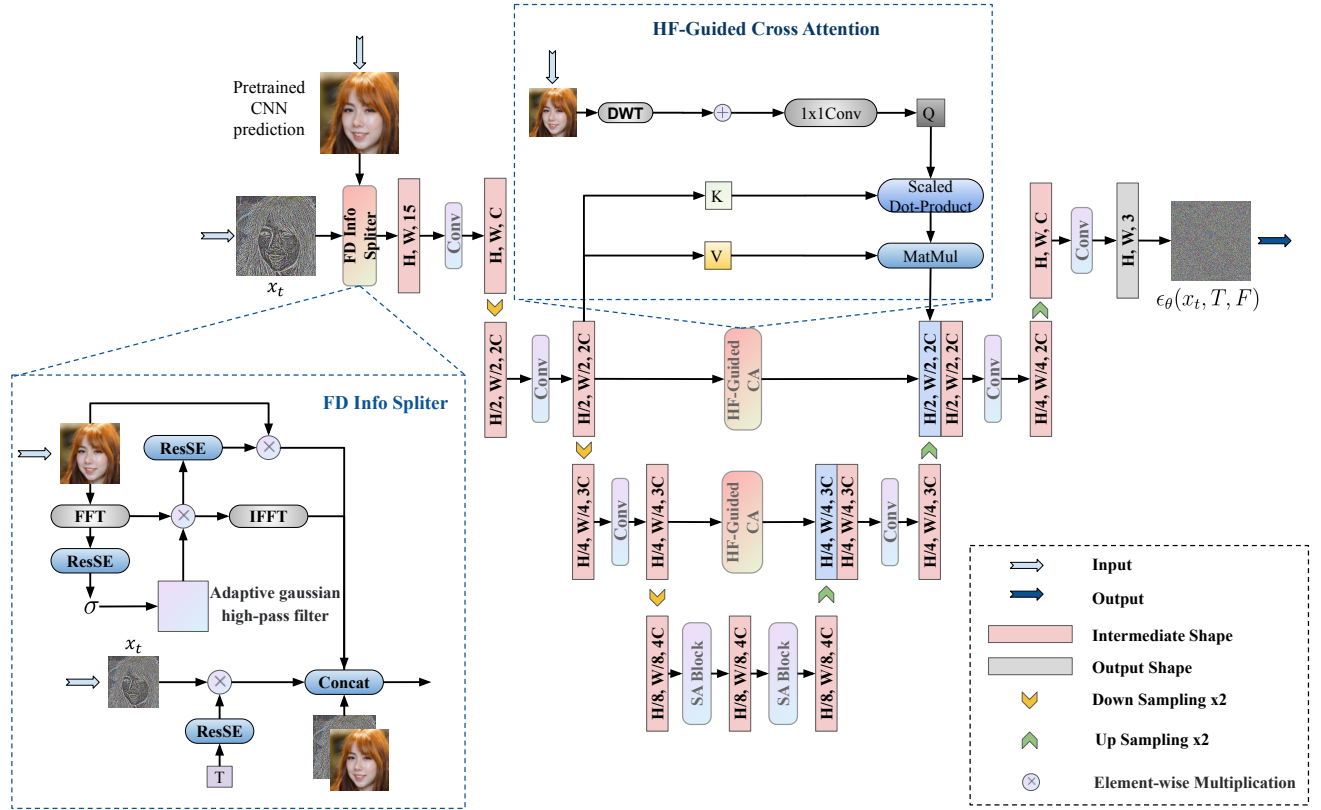 HF-Guided Cross Attention
Pretrained
CNN
prediction
DWT
1x1Conv
Q
K
Scaled
Dot-Product
V
MatMul
x_t
FD Info
Spliter
H, W, 15
Conv
H, W, C
H/2, W/2, 2C
Conv
H/2, W/2, 2C
HF-Guided
CA
H/2, W/2, 2C
H/2, W/2, 2C
Conv
H/4, W/4, 2C
H, W, C
Conv
H, W, 3
ϵ_θ(x_t, T, F)
H/4, W/4, 3C
Conv
H/4, W/4, 3C
HF-Guided
CA
H/4, W/4, 3C
H/4, W/4, 3C
Conv
H/4, W/4, 3C
H/8, W/8, 4C
SA Block
H/8, W/8, 4C
SA Block
H/8, W/8, 4C
FD Info Spliter
ResSE
FFT
IFFT
ResSE
σ
Adaptive gaussian
high-pass filter
x_t
Concat
ResSE
T
Input
Output
Intermediate Shape
Output Shape
Down Sampling x2
Up Sampling x2
Element-wise Multiplication